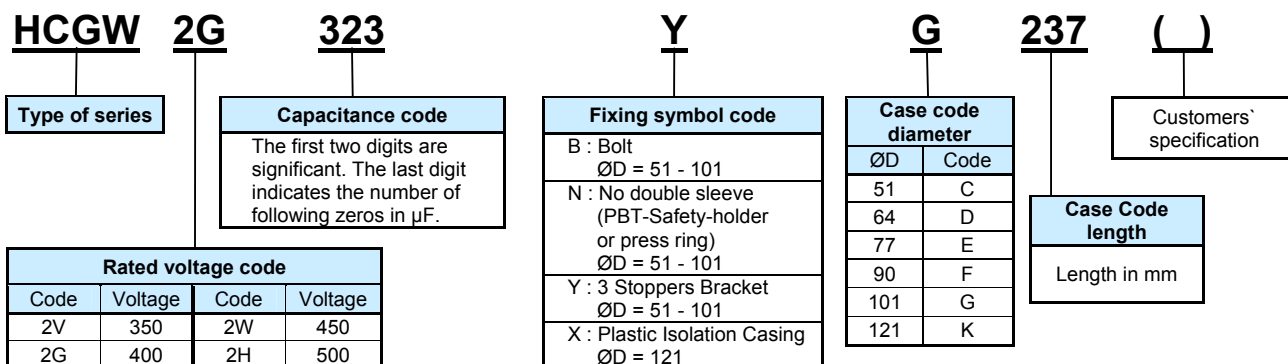 HCGW 2G 323 Y G 237 ( )
Type of series
Capacitance code
The first two digits are
significant. The last digit
indicates the number of
following zeros in µF.
Rated voltage code
Code Voltage Code Voltage
2V 350 2W 450
2G 400 2H 500
Fixing symbol code
B : Bolt
ØD = 51 - 101
N : No double sleeve
(PBT-Safety-holder
or press ring)
ØD = 51 - 101
Y : 3 Stoppers Bracket
ØD = 51 - 101
X : Plastic Isolation Casing
ØD = 121
Case code
diameter
ØD Code
51 C
64 D
77 E
90 F
101 G
121 K
Case Code
length
Length in mm
Customers`
specification